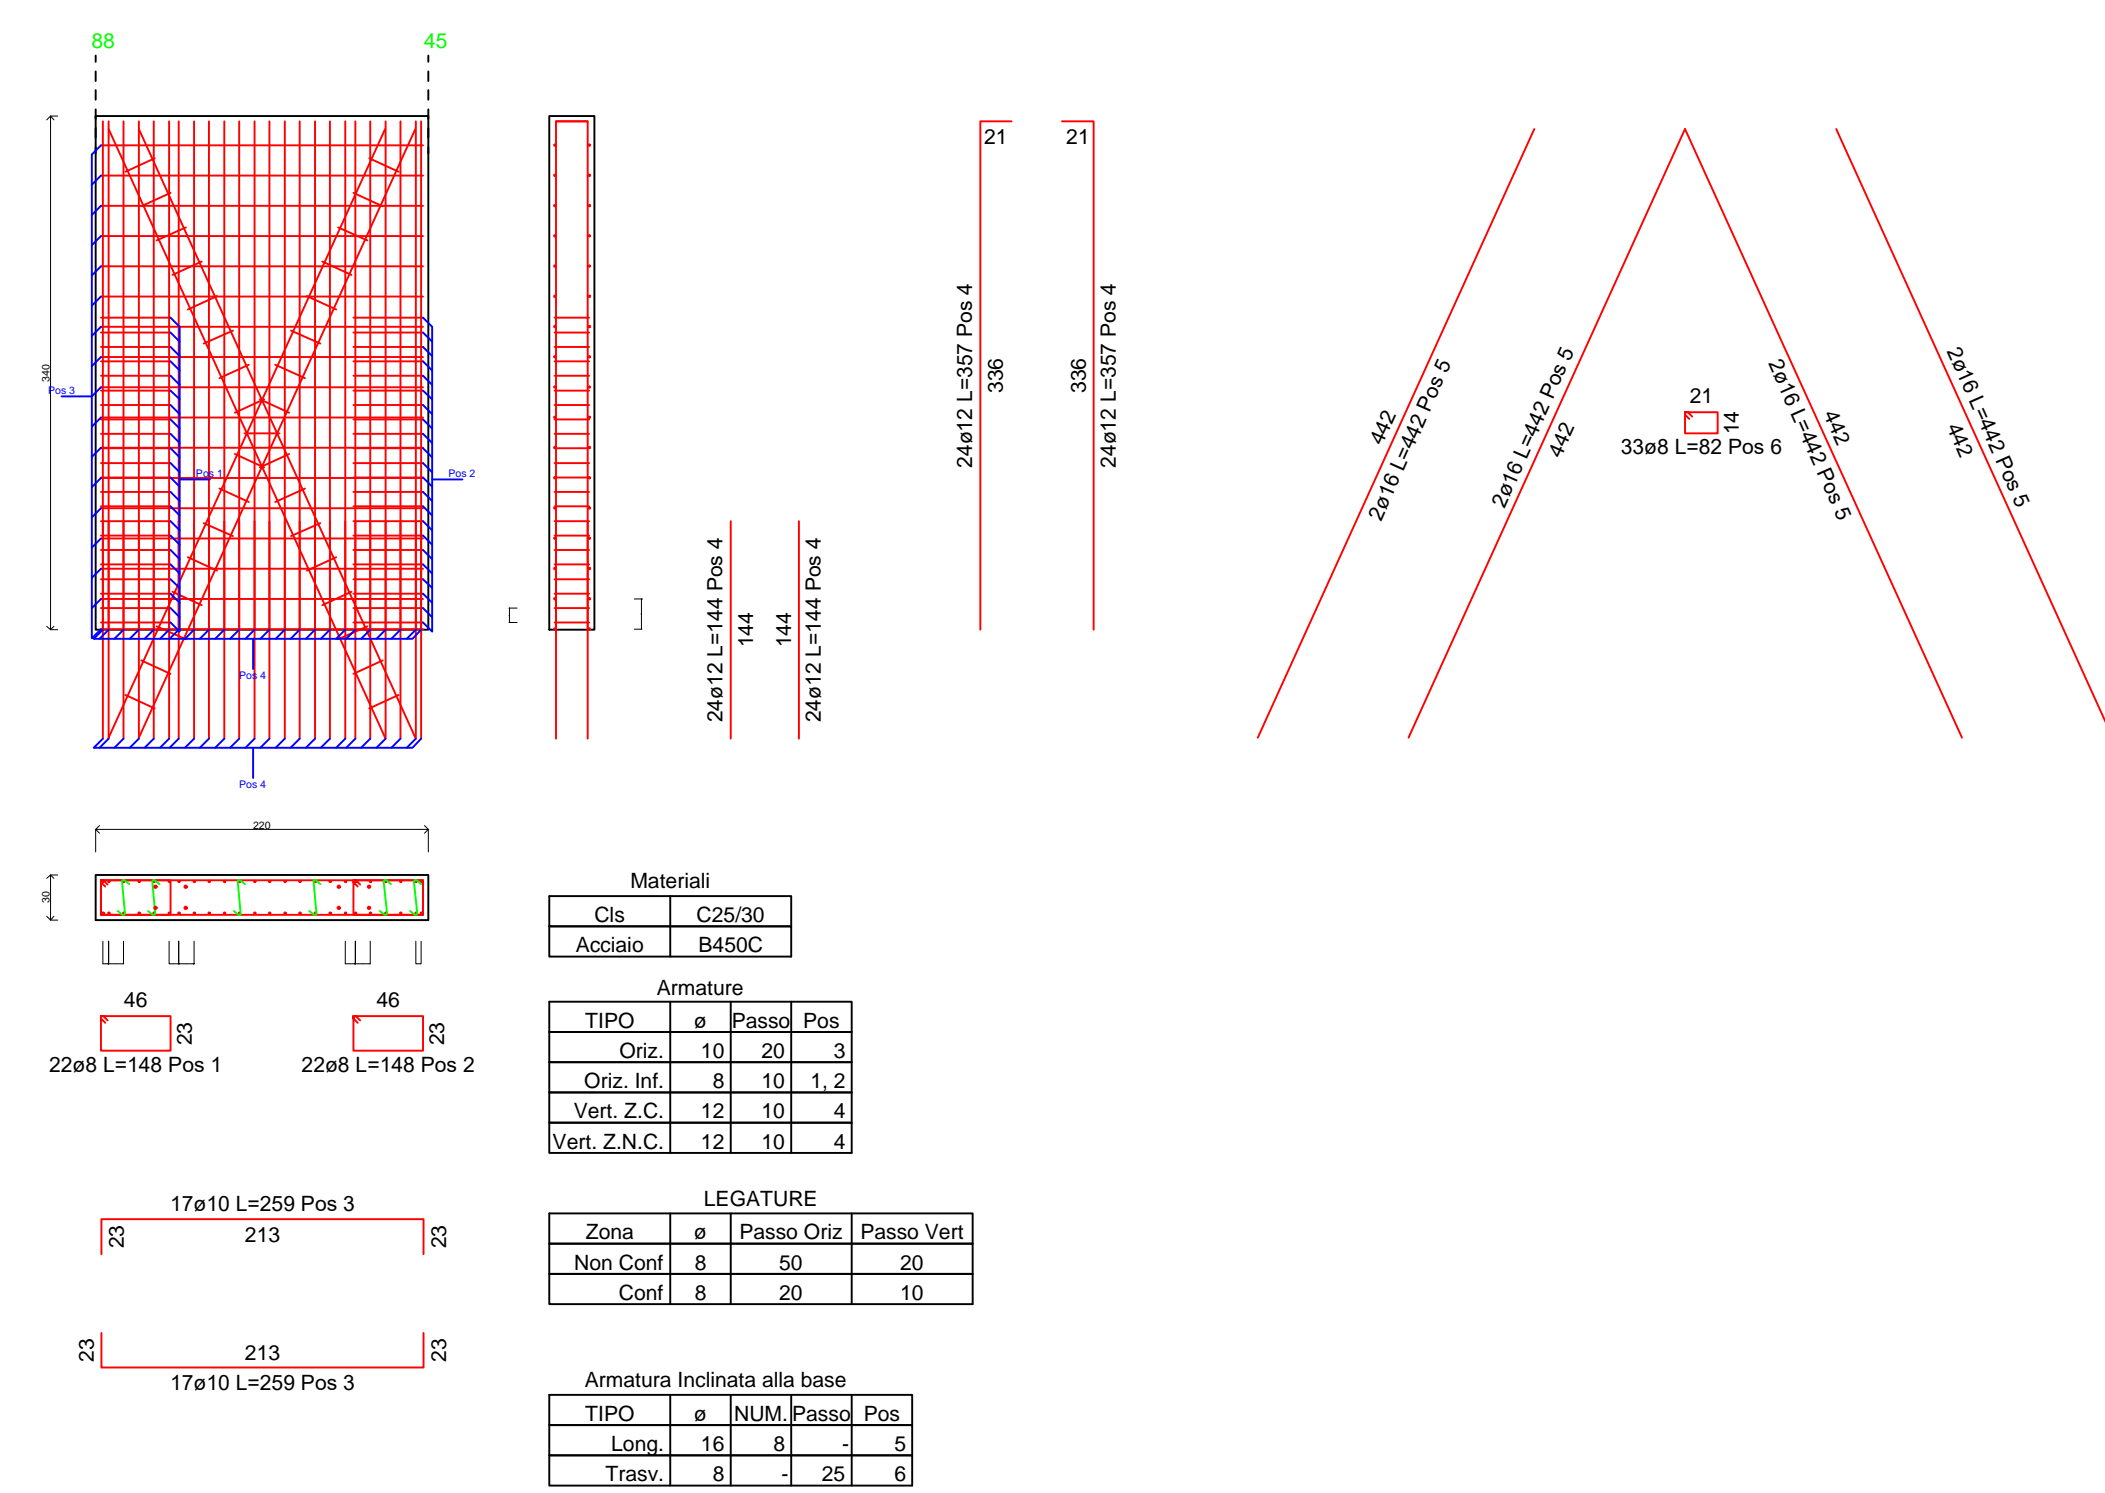 88
45
340
Pos 3
Pos 1
Pos 2
Pos 4
Pos 4
24ø12 L=144 Pos 4
144
144
24ø12 L=144 Pos 4
21
21
24ø12 L=357 Pos 4
336
336
24ø12 L=357 Pos 4
442
2ø16 L=442 Pos 5
2ø16 L=442 Pos 5
442
21
14
33ø8 L=82 Pos 6
442
2ø16 L=442 Pos 5
2ø16 L=442 Pos 5
442
220
30
46
23
22ø8 L=148 Pos 1
46
23
22ø8 L=148 Pos 2
17ø10 L=259 Pos 3
23
213
23
23
213
23
17ø10 L=259 Pos 3
Materiali
Cls C25/30
Acciaio B450C
Armature
TIPO ø Passo Pos
Oriz. 10 20 3
Oriz. Inf. 8 10 1, 2
Vert. Z.C. 12 10 4
Vert. Z.N.C. 12 10 4
LEGATURE
Zona ø Passo Oriz Passo Vert
Non Conf 8 50 20
Conf 8 20 10
Armatura Inclinata alla base
TIPO ø NUM. Passo Pos
Long. 16 8 - 5
Trasv. 8 - 25 6